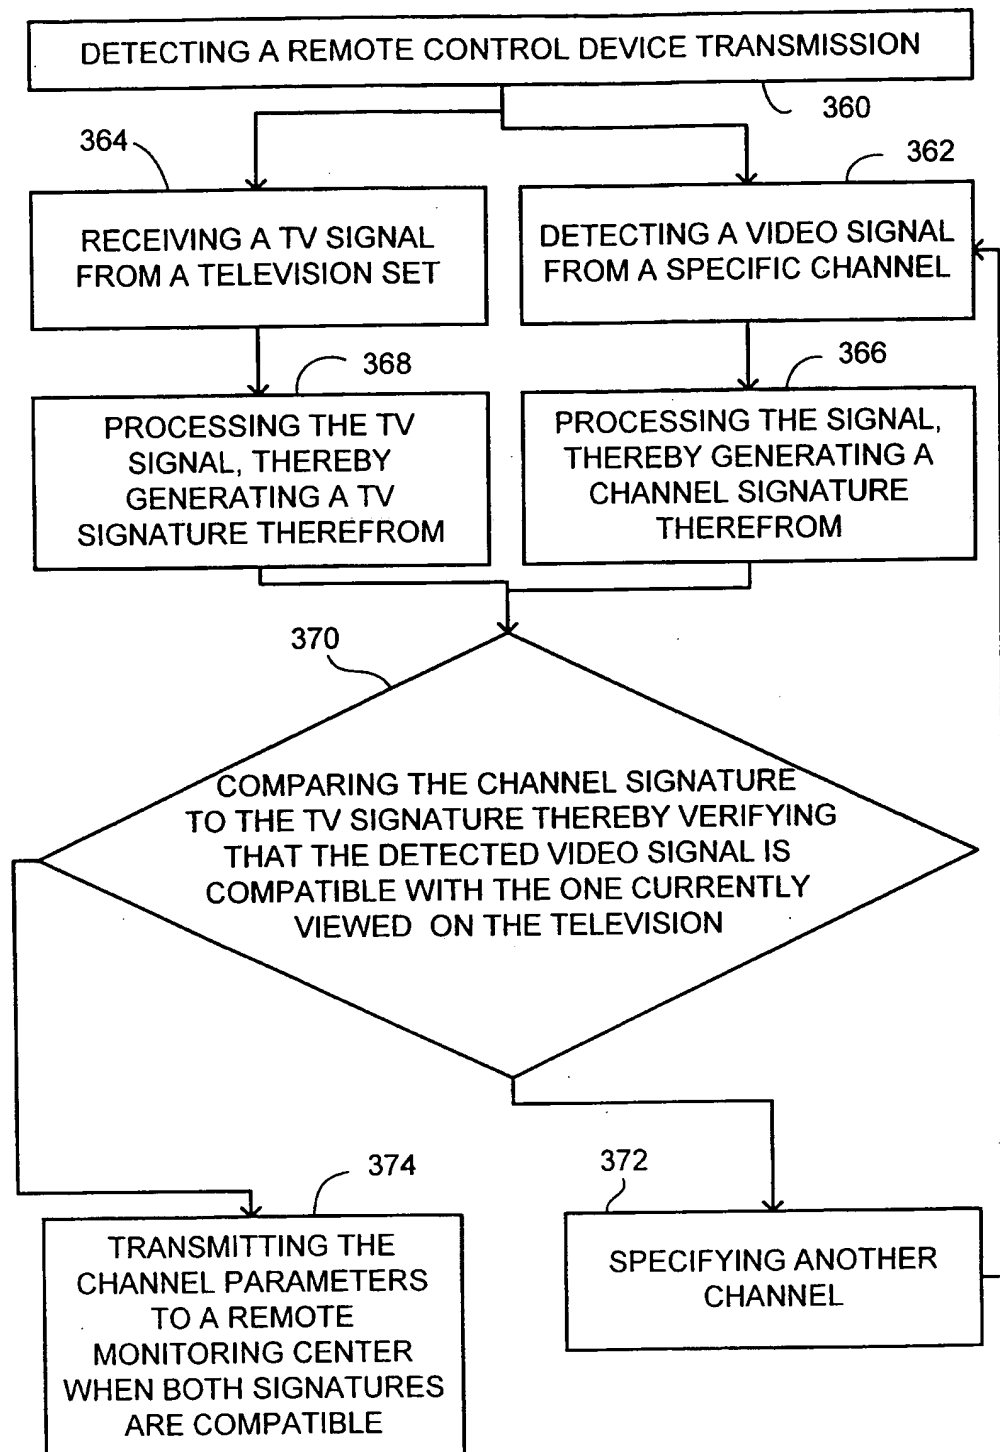 DETECTING A REMOTE CONTROL DEVICE TRANSMISSION
360
364
362
RECEIVING A TV SIGNAL
FROM A TELEVISION SET
DETECTING A VIDEO SIGNAL
FROM A SPECIFIC CHANNEL
368
366
PROCESSING THE TV
SIGNAL, THEREBY
GENERATING A TV
SIGNATURE THEREFROM
PROCESSING THE SIGNAL,
THEREBY GENERATING A
CHANNEL SIGNATURE
THEREFROM
370
COMPARING THE CHANNEL SIGNATURE
TO THE TV SIGNATURE THEREBY VERIFYING
THAT THE DETECTED VIDEO SIGNAL IS
COMPATIBLE WITH THE ONE CURRENTLY
VIEWED ON THE TELEVISION
374
372
TRANSMITTING THE
CHANNEL PARAMETERS
TO A REMOTE
MONITORING CENTER
WHEN BOTH SIGNATURES
ARE COMPATIBLE
SPECIFYING ANOTHER
CHANNEL